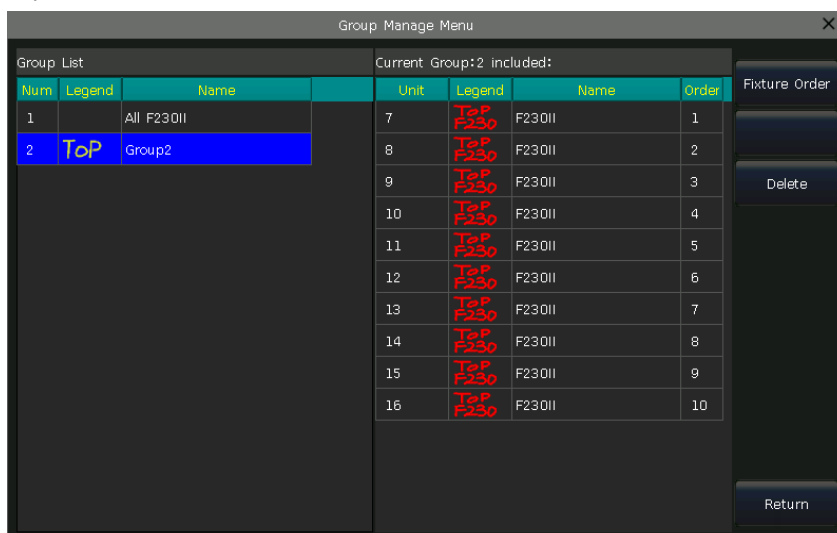 Group Manage Menu ×
Group List
Num Legend Name
1 All F230II
2 ToP Group2
Current Group:2 included:
Unit Legend Name Order
7 ToP F230 F230II 1
8 ToP F230 F230II 2
9 ToP F230 F230II 3
10 ToP F230 F230II 4
11 ToP F230 F230II 5
12 ToP F230 F230II 6
13 ToP F230 F230II 7
14 ToP F230 F230II 8
15 ToP F230 F230II 9
16 ToP F230 F230II 10
Fixture Order
Delete
Return